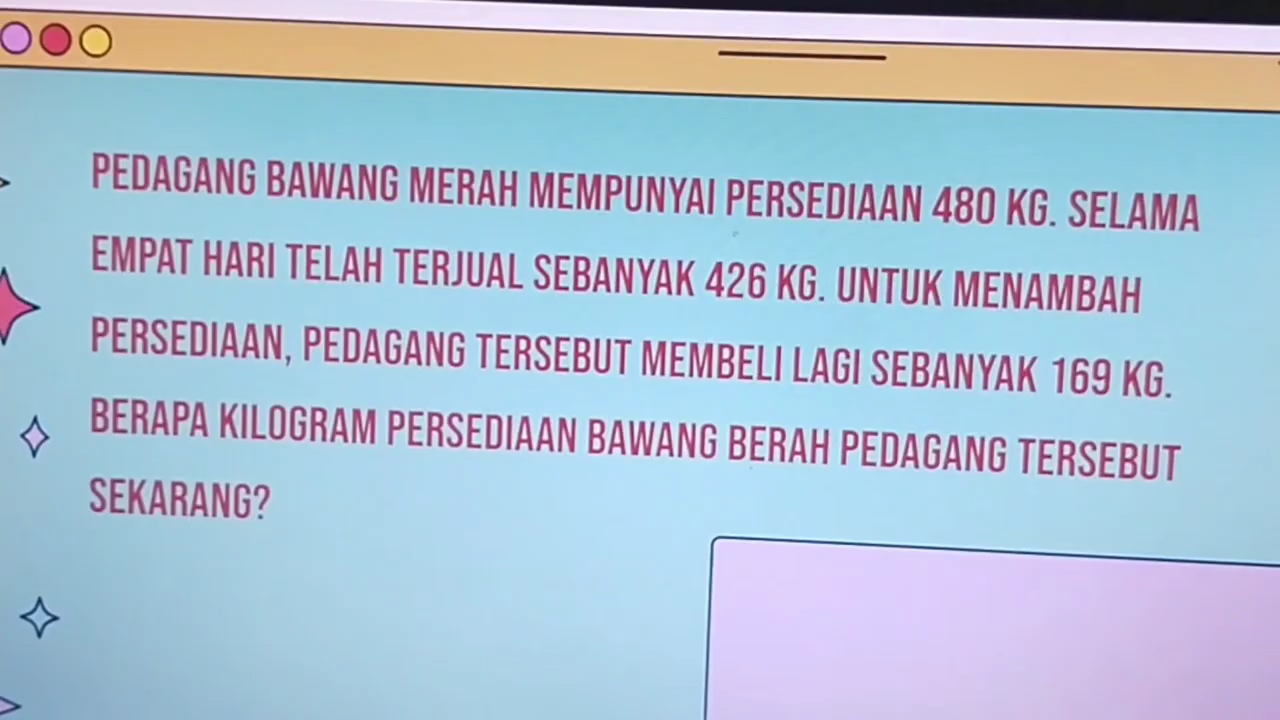 PEDAGANG BAWANG MERAH MEMPUNYAI PERSEDIAAN 480 KG. SELAMA
EMPAT HARI TELAH TERJUAL SEBANYAK 426 KG. UNTUK MENAMBAH
PERSEDIAAN, PEDAGANG TERSEBUT MEMBELI LAGI SEBANYAK 169 KG.
BERAPA KILOGRAM PERSEDIAAN BAWANG BERAH PEDAGANG TERSEBUT
SEKARANG?